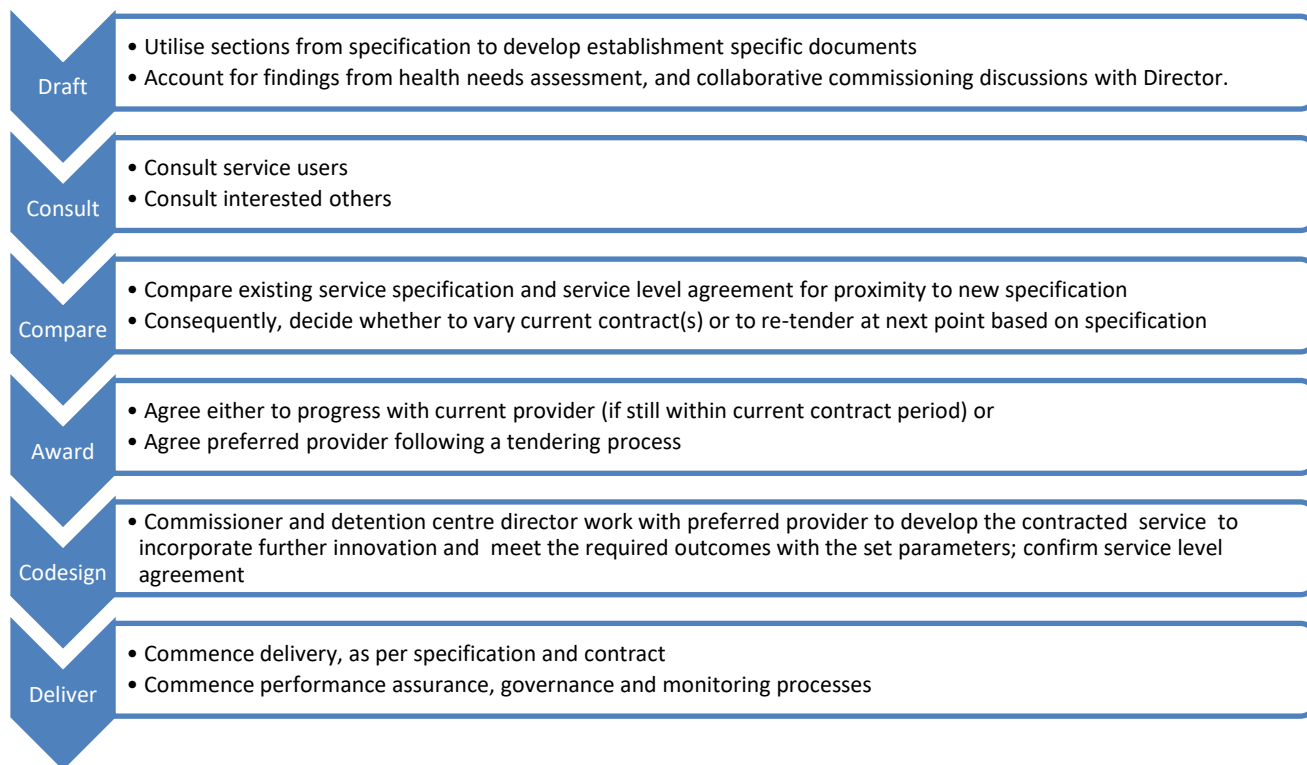 Draft
• Utilise sections from specification to develop establishment specific documents
• Account for findings from health needs assessment, and collaborative commissioning discussions with Director.
Consult
• Consult service users
• Consult interested others
Compare
• Compare existing service specification and service level agreement for proximity to new specification
• Consequently, decide whether to vary current contract(s) or to re-tender at next point based on specification
Award
• Agree either to progress with current provider (if still within current contract period) or
• Agree preferred provider following a tendering process
Codesign
• Commissioner and detention centre director work with preferred provider to develop the contracted service to
incorporate further innovation and meet the required outcomes with the set parameters; confirm service level
agreement
Deliver
• Commence delivery, as per specification and contract
• Commence performance assurance, governance and monitoring processes